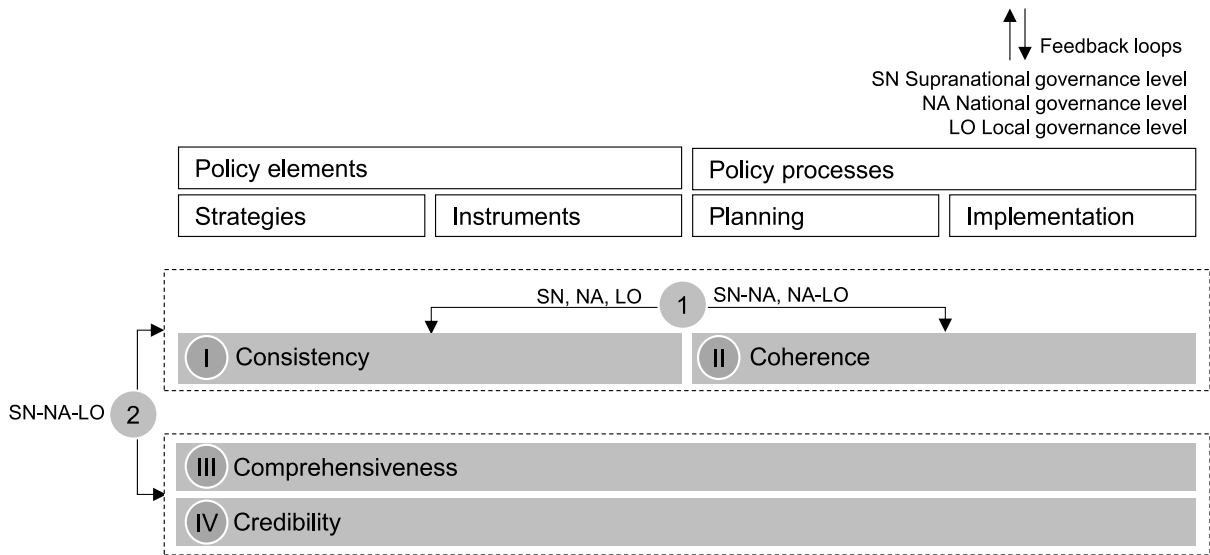 Feedback loops
SN Supranational governance level
NA National governance level
LO Local governance level
Policy elements
Policy processes
Strategies
Instruments
Planning
Implementation
SN, NA, LO
1
SN-NA, NA-LO
I Consistency
II Coherence
SN-NA-LO
2
III Comprehensiveness
IV Credibility